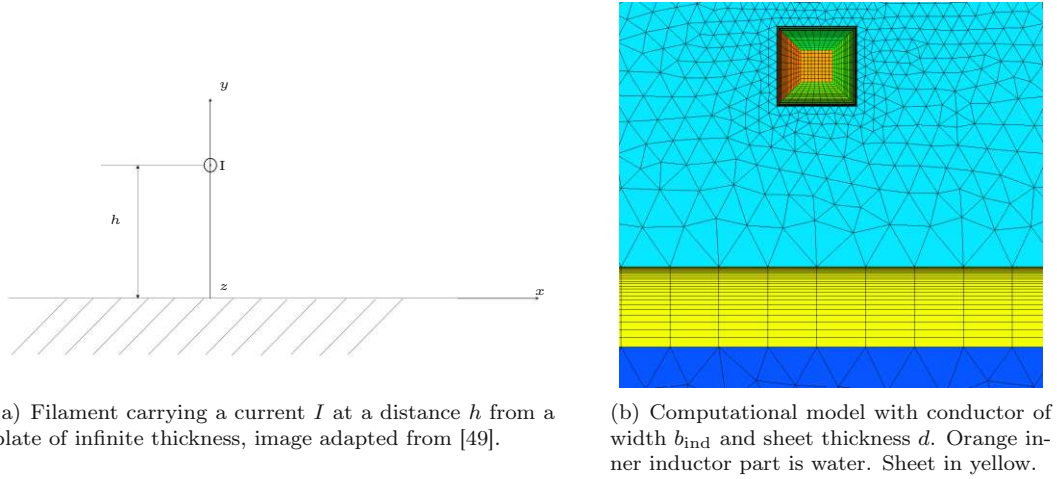 y
I
h
z
x
a) Filament carrying a current I at a distance h from a
plate of infinite thickness, image adapted from [49].
(b) Computational model with conductor of
width b_ind and sheet thickness d. Orange in-
ner inductor part is water. Sheet in yellow.